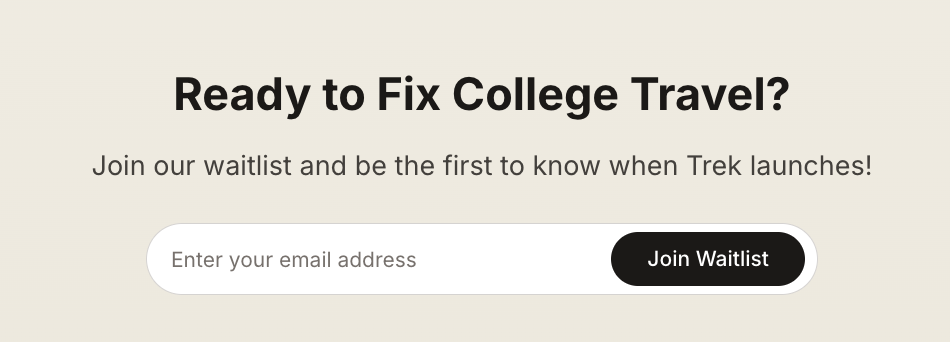 Ready to Fix College Travel?
Join our waitlist and be the first to know when Trek launches!
Enter your email address
Join Waitlist